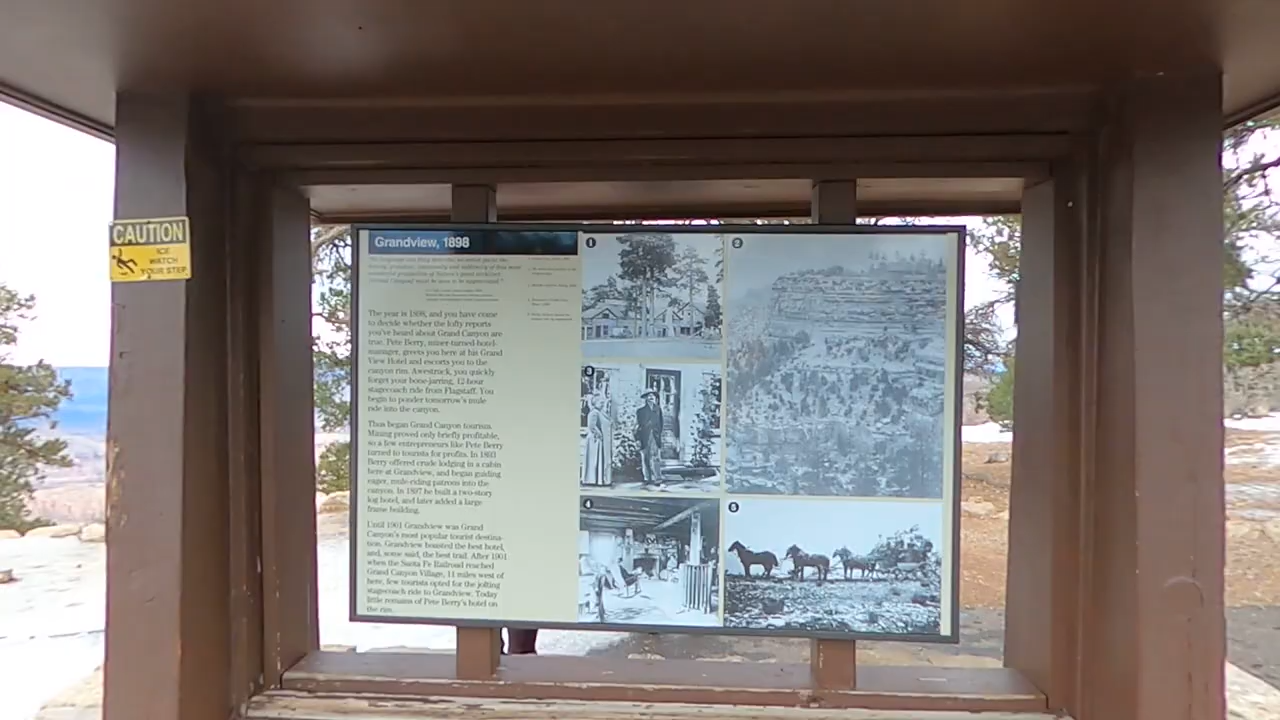 CAUTION
ICE
WATCH
YOUR STEP
Grandview, 1898
The year is 1898, and you have come
to decide whether the lofty reports
you've heard about Grand Canyon are
true. Pete Berry, miner-turned-hotel-
manager, greets you here at his Grand
View Hotel and escorts you to the
canyon rim. Awestruck, you quickly
forget your bone-jarring, 12-hour
stagecoach ride from Flagstaff. You
begin to ponder tomorrow's mule
ride into the canyon.
Thus began Grand Canyon tourism.
Mining proved only briefly profitable,
so a few entrepreneurs like Pete Berry
turned to tourists for profits. In
Berry offered crude lodging in a cabin
here at Grandview, and began guiding
eager, mule-riding patrons into the
canyon. In 1897 he built a two-story
log hotel, and later added a large
frame building.
Until 1901 Grandview was Grand
Canyon's most popular tourist destina-
tion. Grandview boasted the best hotel,
and, some said, the best trail. After 1901
when the Santa Fe Railroad reached
Grand Canyon Village, 11 miles west of
here, few tourists opted for the jolting
stagecoach ride to Grandview. Today
little remains of Pete Berry's hotel on
the rim.
1
2
3
4
5